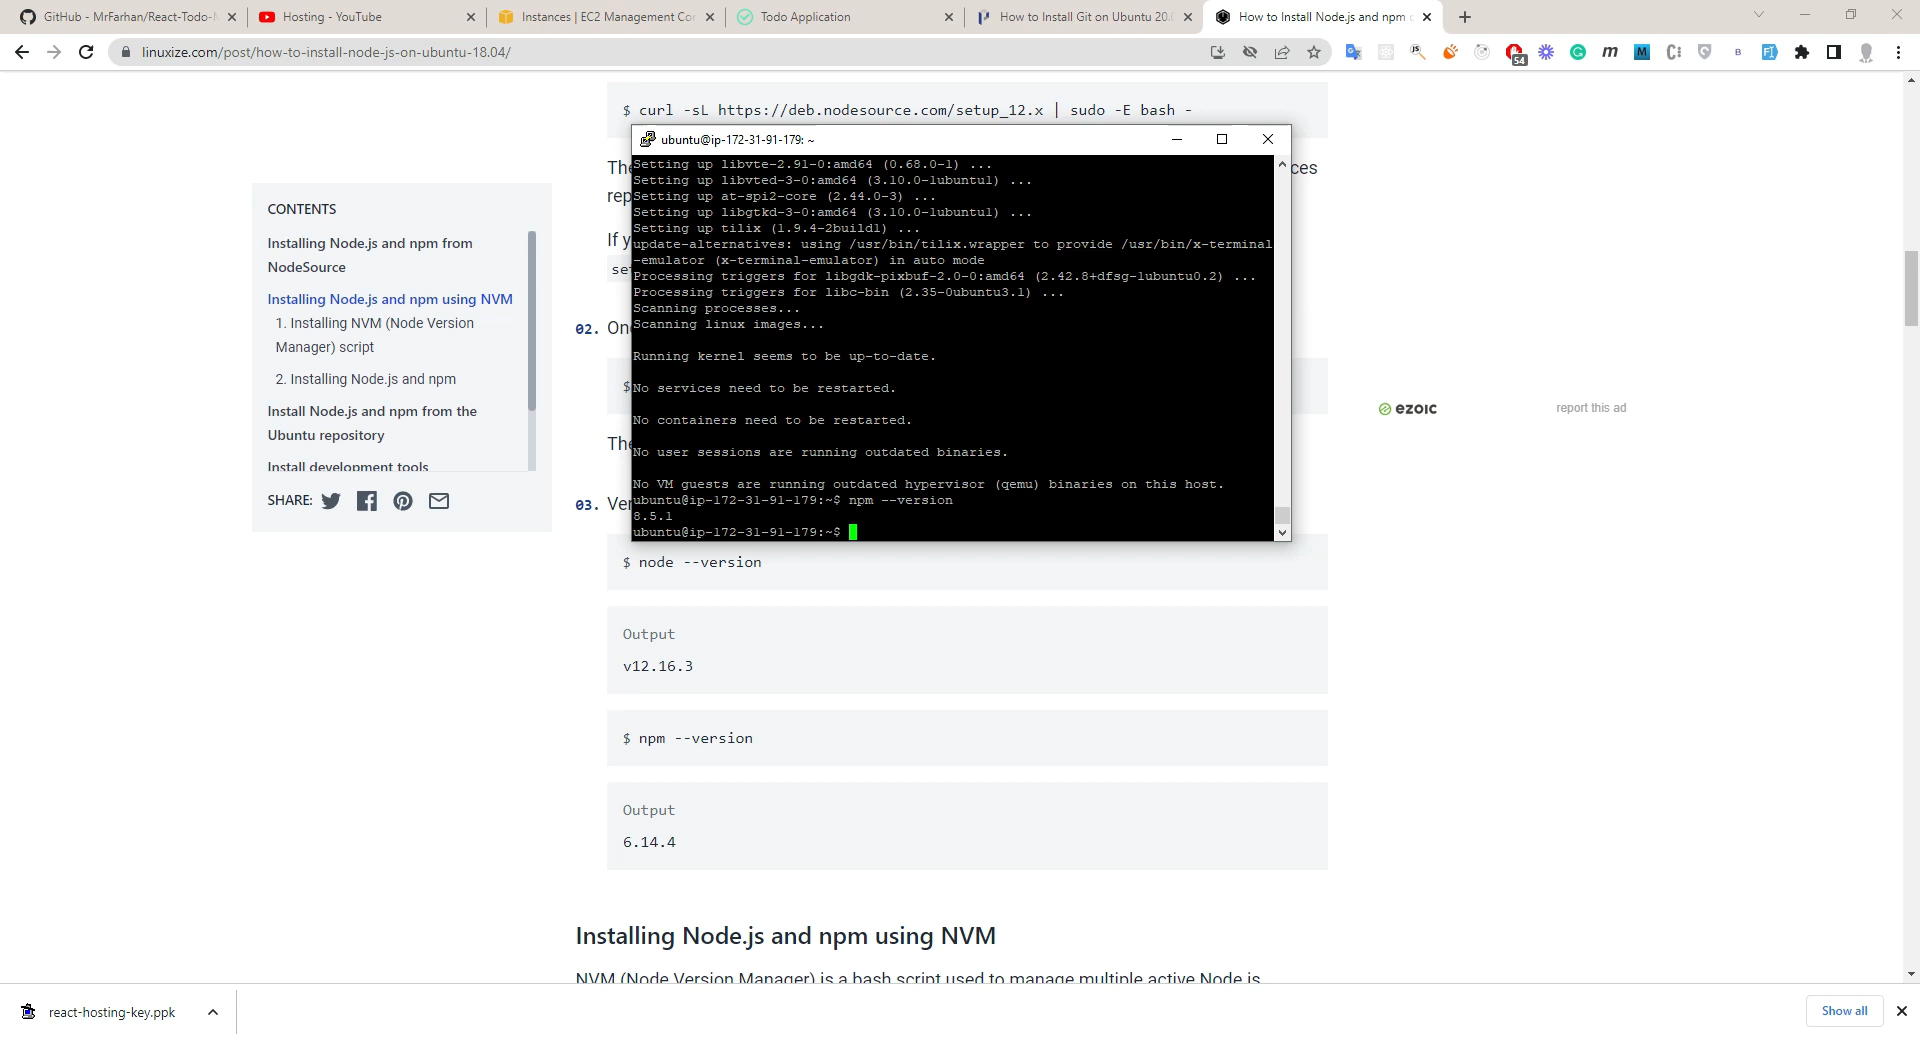 GitHub - MrFarhan/React-Todo-
Hosting - YouTube
Instances | EC2 Management Co
Todo Application
How to Install Git on Ubuntu 20.
How to Install Node.js and npm
linuxize.com/post/how-to-install-node-js-on-ubuntu-18.04/
54
$ curl -sL https://deb.nodesource.com/setup_12.x | sudo -E bash -
ubuntu@ip-172-31-91-179: ~
Setting up libvte-2.91-0:amd64 (0.68.0-1) ...
Setting up libvted-3-0:amd64 (3.10.0-1ubuntu1) ...
Setting up at-spi2-core (2.44.0-3) ...
Setting up libgtkd-3-0:amd64 (3.10.0-1ubuntu1) ...
Setting up tilix (1.9.4-2build1) ...
update-alternatives: using /usr/bin/tilix.wrapper to provide /usr/bin/x-terminal
-emulator (x-terminal-emulator) in auto mode
Processing triggers for libgdk-pixbuf-2.0-0:amd64 (2.42.8+dfsg-1ubuntu0.2) ...
Processing triggers for libc-bin (2.35-0ubuntu3.1) ...
Scanning processes...
Scanning linux images...
Running kernel seems to be up-to-date.
No services need to be restarted.
No containers need to be restarted.
No user sessions are running outdated binaries.
No VM guests are running outdated hypervisor (qemu) binaries on this host.
ubuntu@ip-172-31-91-179:~$ npm --version
8.5.1
ubuntu@ip-172-31-91-179:~$
The
ces
rep
If y
se
02. On
$
The
03. Ver
$ node --version
Output
v12.16.3
$ npm --version
Output
6.14.4
Installing Node.js and npm using NVM
NVM (Node Version Manager) is a bash script used to manage multiple active Node.js
CONTENTS
Installing Node.js and npm from
NodeSource
Installing Node.js and npm using NVM
1. Installing NVM (Node Version
Manager) script
2. Installing Node.js and npm
Install Node.js and npm from the
Ubuntu repository
Install development tools
SHARE:
ezoic
report this ad
react-hosting-key.ppk
Show all